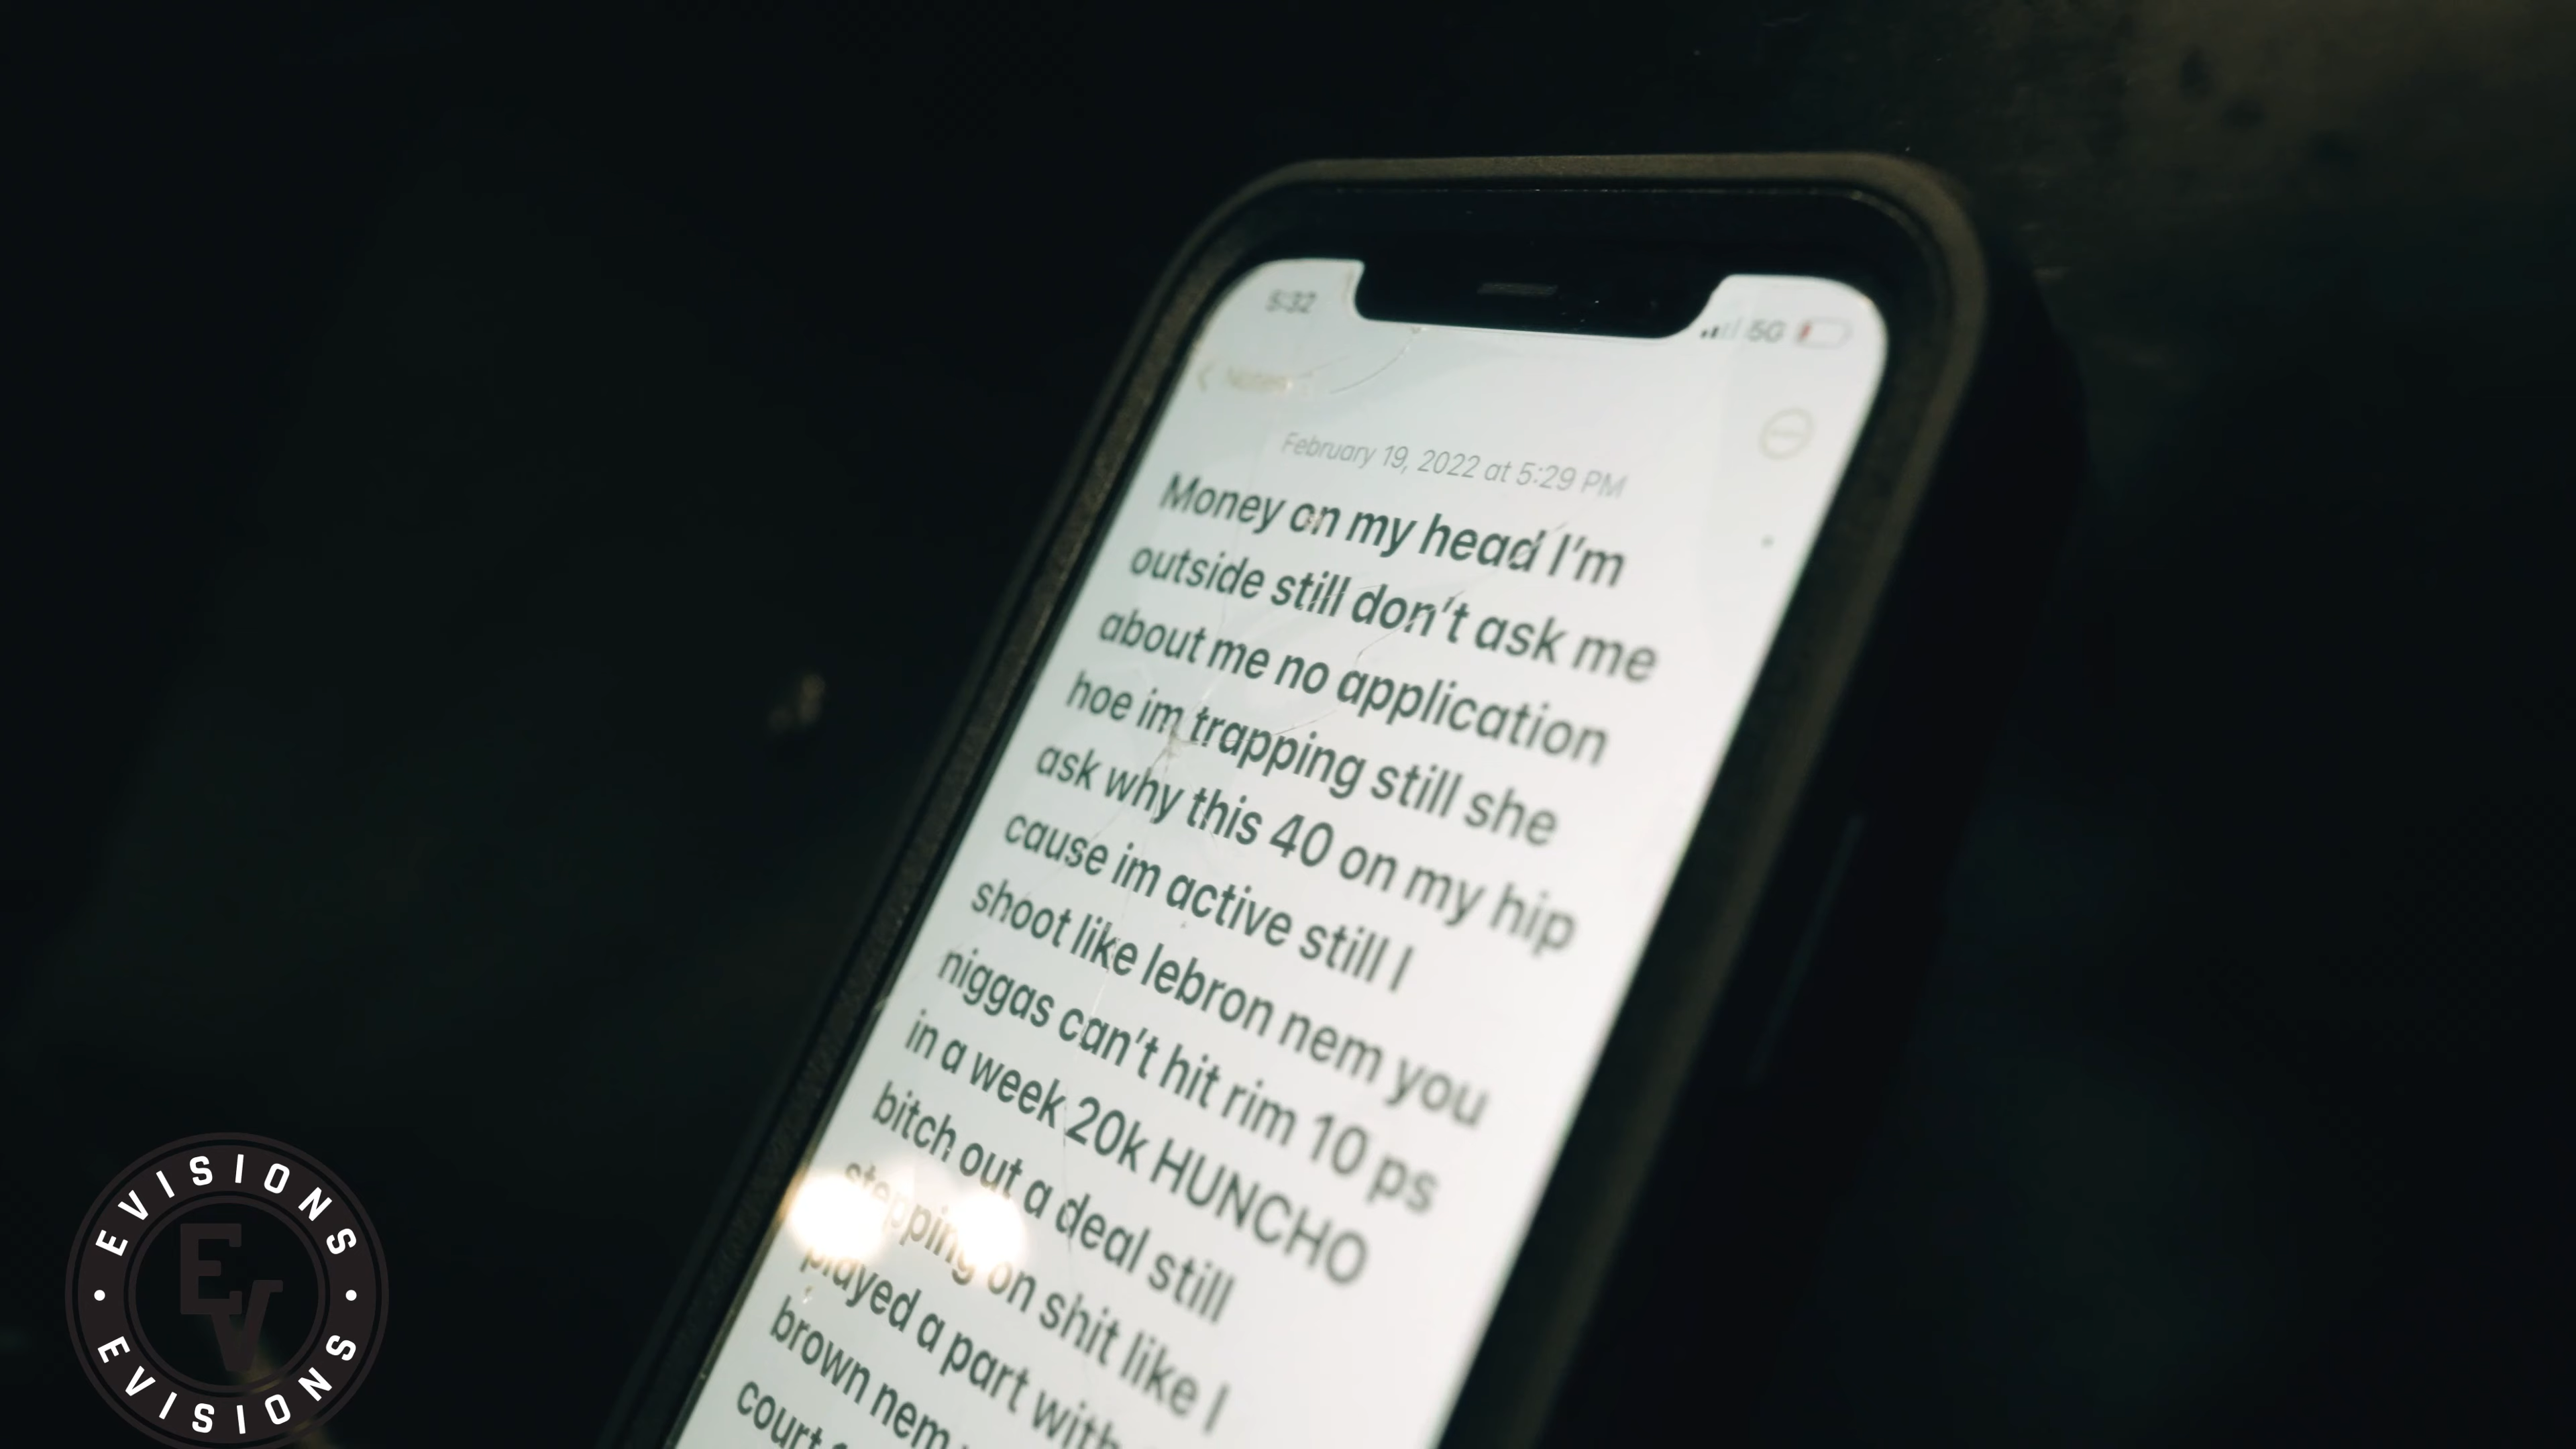 5:32
5G
Notes
February 19, 2022 at 5:29 PM
Money on my head I'm
outside still don't ask me
about me no application
hoe im trapping still she
ask why this 40 on my hip
cause im active still I
shoot like lebron nem you
niggas can't hit rim 10 ps
in a week 20k HUNCHO
bitch out a deal still
stepping on shit like I
played a part with
brown nem
court
EVISIONS
EV
EVISIONS